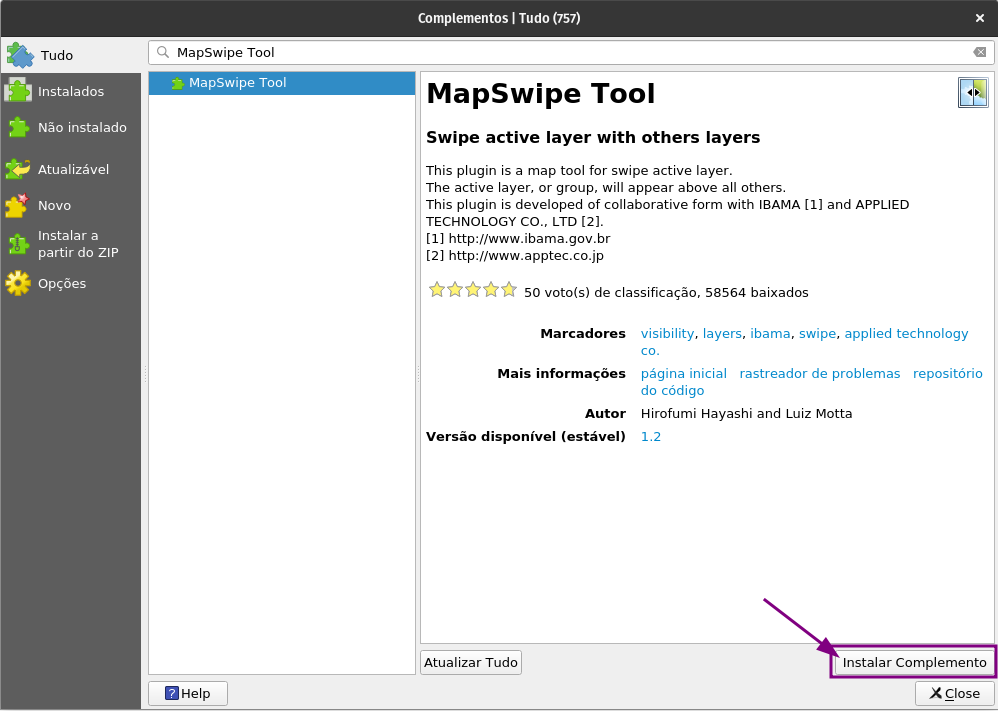 Complementos | Tudo (757)
Tudo
Instalados
Não instalado
Atualizável
Novo
Instalar a
partir do ZIP
Opções
MapSwipe Tool
MapSwipe Tool
MapSwipe Tool
Swipe active layer with others layers
This plugin is a map tool for swipe active layer.
The active layer, or group, will appear above all others.
This plugin is developed of collaborative form with IBAMA [1] and APPLIED
TECHNOLOGY CO., LTD [2].
[1] http://www.ibama.gov.br
[2] http://www.apptec.co.jp
50 voto(s) de classificação, 58564 baixados
Marcadores visibility, layers, ibama, swipe, applied technology
co.
Mais informações página inicial rastreador de problemas repositório
do código
Autor Hirofumi Hayashi and Luiz Motta
Versão disponível (estável) 1.2
Atualizar Tudo
Instalar Complemento
Help
Close